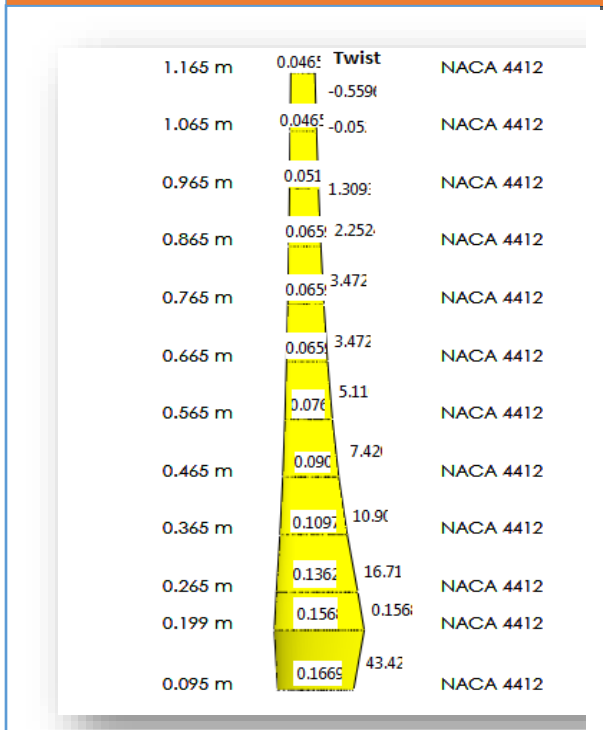 1.165 m 0.0465 Twist NACA 4412
-0.5596
1.065 m 0.0465 -0.05 NACA 4412
0.965 m 0.051 1.3093 NACA 4412
0.865 m 0.065 2.252 NACA 4412
0.765 m 0.065 3.472 NACA 4412
0.665 m 0.065 3.472 NACA 4412
5.11
0.565 m 0.076 NACA 4412
7.42
0.465 m 0.090 NACA 4412
0.365 m 0.1097 10.90 NACA 4412
0.265 m 0.1362 16.71 NACA 4412
0.199 m 0.156 0.156 NACA 4412
43.42
0.095 m 0.1669 NACA 4412